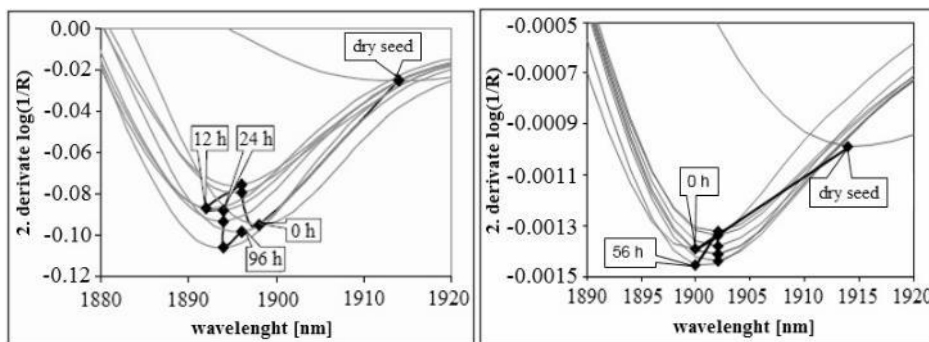 2. derivate log(1/R)
0.00
-0.02
-0.04
-0.06
-0.08
-0.10
-0.12
dry seed
12 h
24 h
0 h
96 h
1880
1890
1900
1910
1920
wavelenght [nm]
2. derivate log(1/R)
-0.0005
-0.0007
-0.0009
-0.0011
-0.0013
-0.0015
0 h
dry seed
56 h
1890
1895
1900
1905
1910
1915
1920
wavelenght [nm]